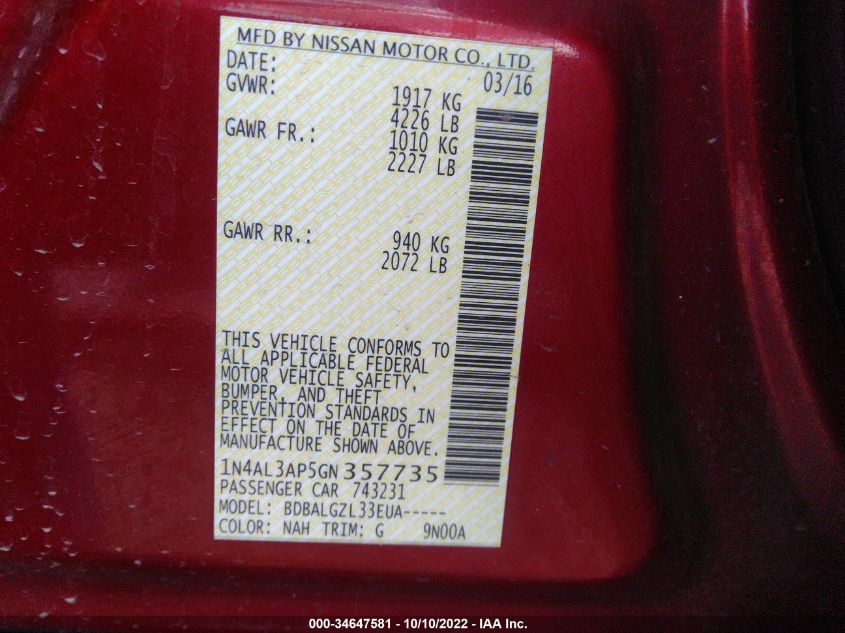 MFD BY NISSAN MOTOR CO., LTD.
DATE: 03/16
GVWR: 1917 KG
4226 LB
GAWR FR.: 1010 KG
2227 LB
GAWR RR.: 940 KG
2072 LB
THIS VEHICLE CONFORMS TO
ALL APPLICABLE FEDERAL
MOTOR VEHICLE SAFETY,
BUMPER, AND THEFT
PREVENTION STANDARDS IN
EFFECT ON THE DATE OF
MANUFACTURE SHOWN ABOVE.
1N4AL3AP5GN357735
PASSENGER CAR 743231
MODEL: BDBALGZL33EUA-----
COLOR: NAH TRIM: G 9N00A
000-34647581 - 10/10/2022 - IAA Inc.